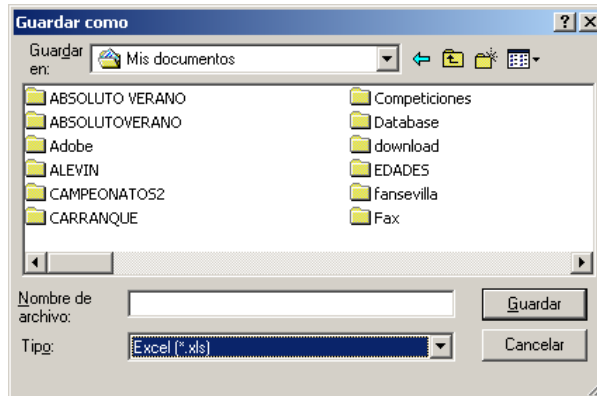 Guardar como
Guardar en:
Mis documentos
ABSOLUTO VERANO
ABSOLUTOVERANO
Adobe
ALEVIN
CAMPEONATOS2
CARRANQUE
Competiciones
Database
download
EDADES
fansevilla
Fax
Nombre de archivo:
Guardar
Tipo:
Excel (*.xls)
Cancelar